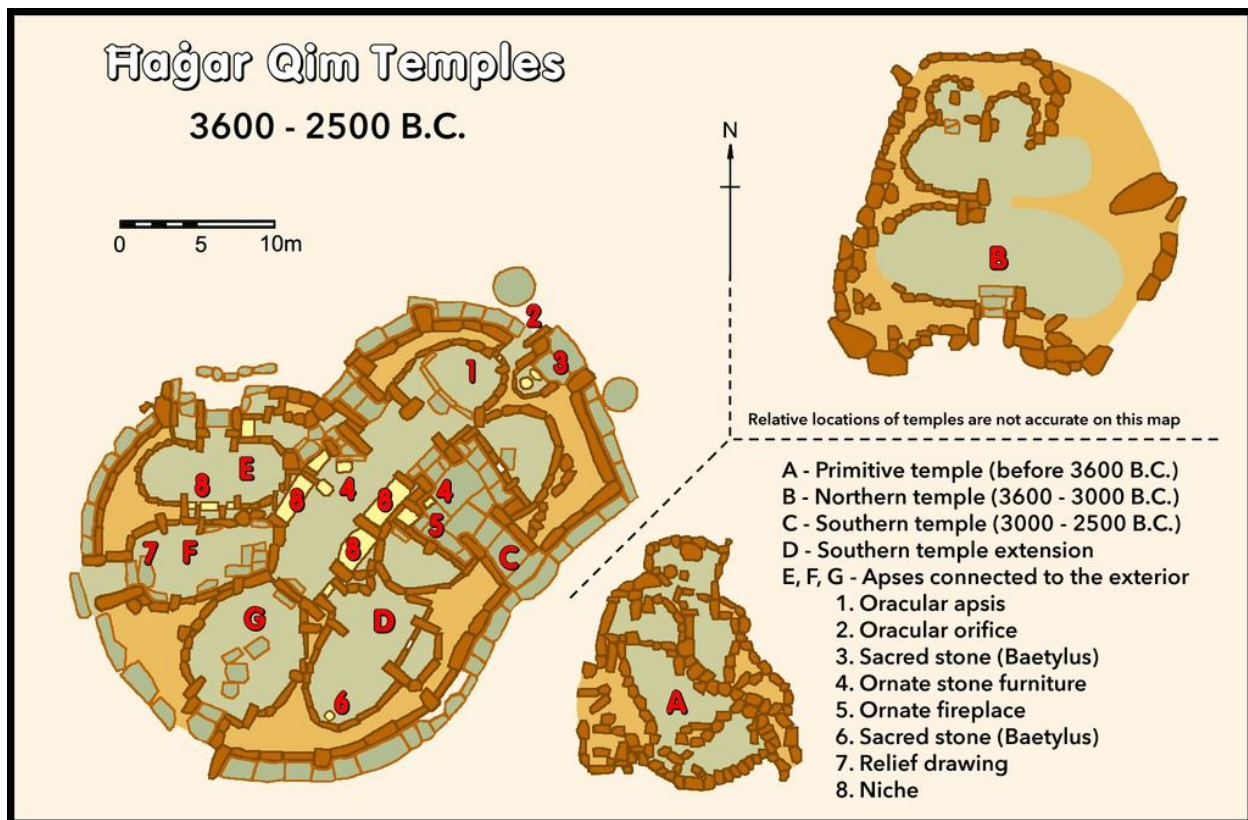 Ħaġar Qim Temples
3600 - 2500 B.C.
0 5 10m
N
B
Relative locations of temples are not accurate on this map
2
1
3
E
8
8
4
8
4
5
7
F
8
C
G
D
6
A
A - Primitive temple (before 3600 B.C.)
B - Northern temple (3600 - 3000 B.C.)
C - Southern temple (3000 - 2500 B.C.)
D - Southern temple extension
E, F, G - Apses connected to the exterior
1. Oracular apsis
2. Oracular orifice
3. Sacred stone (Baetylus)
4. Ornate stone furniture
5. Ornate fireplace
6. Sacred stone (Baetylus)
7. Relief drawing
8. Niche